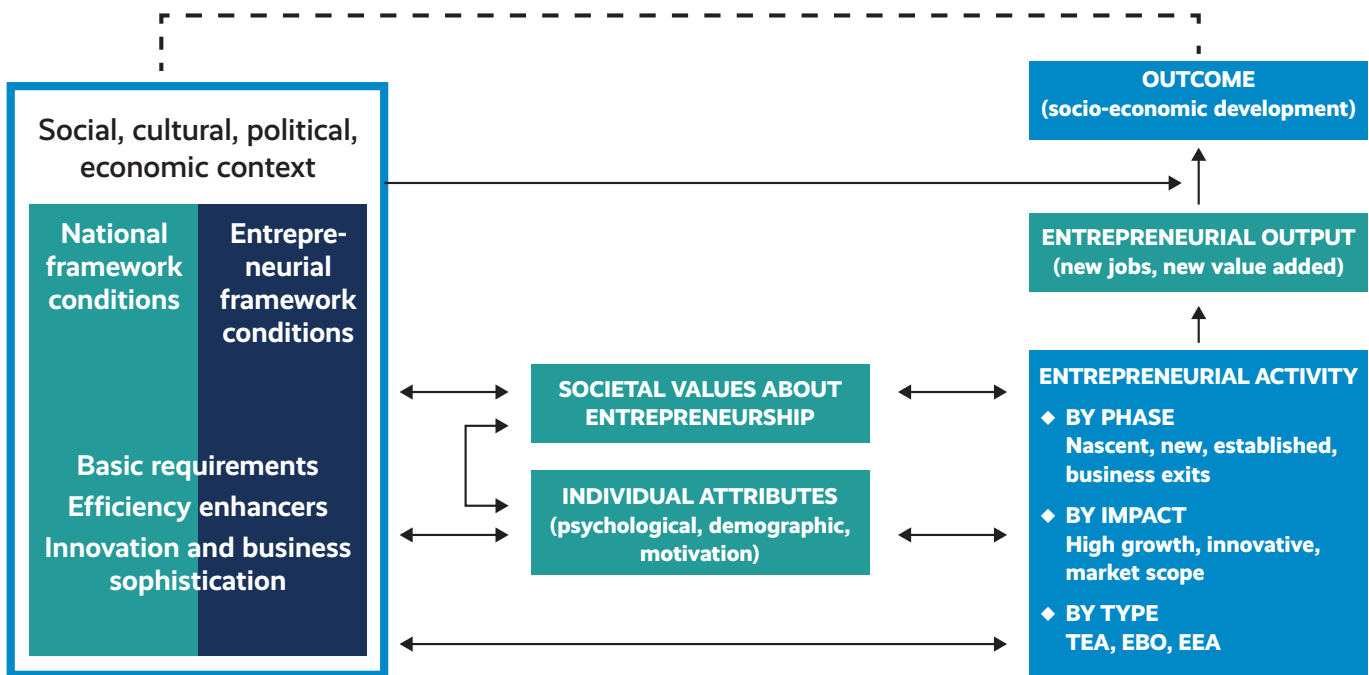 Social, cultural, political,
economic context
National
framework
conditions
Entrepre-
neurial
framework
conditions
Basic requirements
Efficiency enhancers
Innovation and business
sophistication
SOCIETAL VALUES ABOUT
ENTREPRENEURSHIP
INDIVIDUAL ATTRIBUTES
(psychological, demographic,
motivation)
OUTCOME
(socio-economic development)
ENTREPRENEURIAL OUTPUT
(new jobs, new value added)
ENTREPRENEURIAL ACTIVITY
◆ BY PHASE
Nascent, new, established,
business exits
◆ BY IMPACT
High growth, innovative,
market scope
◆ BY TYPE
TEA, EBO, EEA